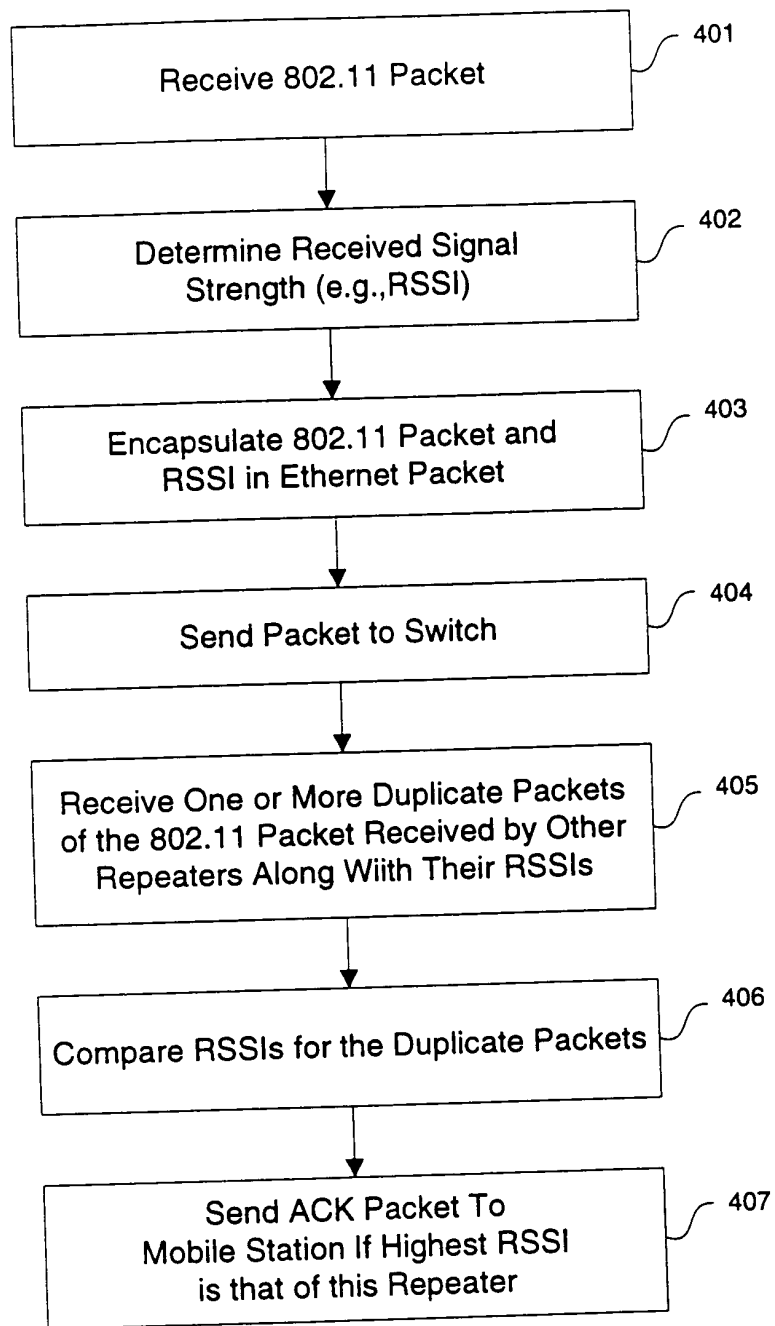 Receive 802.11 Packet
401
Determine Received Signal
Strength (e.g.,RSSI)
402
Encapsulate 802.11 Packet and
RSSI in Ethernet Packet
403
Send Packet to Switch
404
Receive One or More Duplicate Packets
of the 802.11 Packet Received by Other
Repeaters Along Wiith Their RSSIs
405
Compare RSSIs for the Duplicate Packets
406
Send ACK Packet To
Mobile Station If Highest RSSI
is that of this Repeater
407